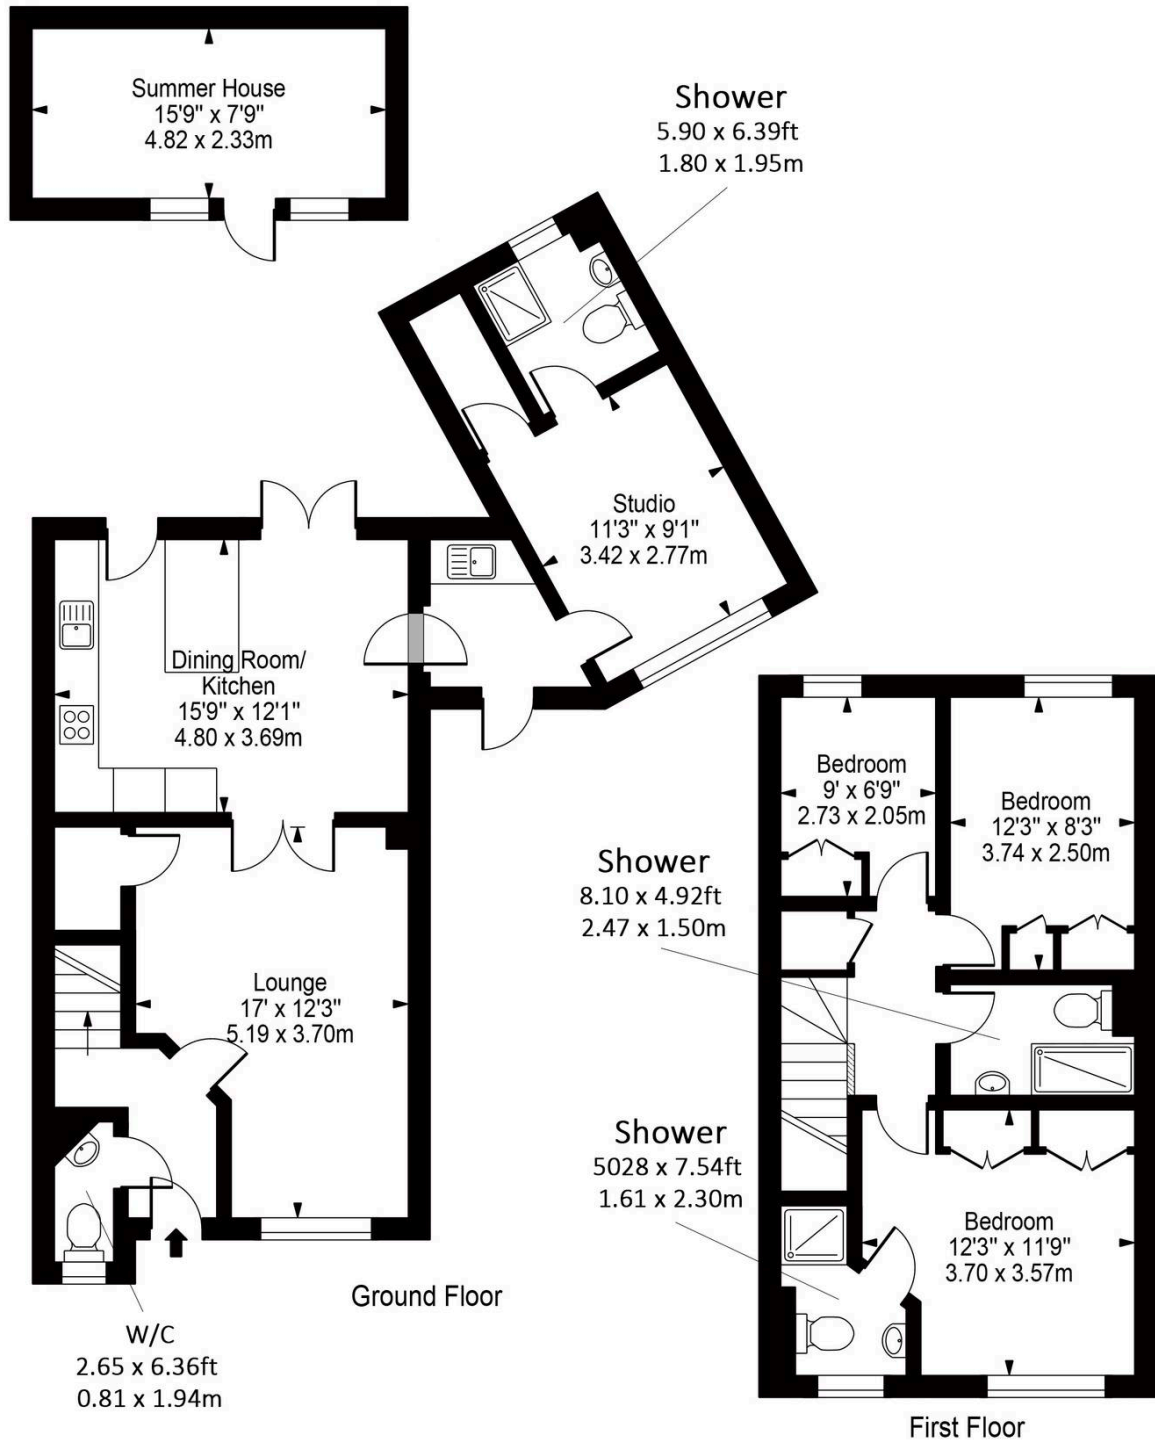 Summer House
15'9" x 7'9"
4.82 x 2.33m
Shower
5.90 x 6.39ft
1.80 x 1.95m
Studio
11'3" x 9'1"
3.42 x 2.77m
Dining Room/
Kitchen
15'9" x 12'1"
4.80 x 3.69m
Lounge
17' x 12'3"
5.19 x 3.70m
W/C
2.65 x 6.36ft
0.81 x 1.94m
Ground Floor
Bedroom
9' x 6'9"
2.73 x 2.05m
Bedroom
12'3" x 8'3"
3.74 x 2.50m
Shower
8.10 x 4.92ft
2.47 x 1.50m
Shower
5028 x 7.54ft
1.61 x 2.30m
Bedroom
12'3" x 11'9"
3.70 x 3.57m
First Floor